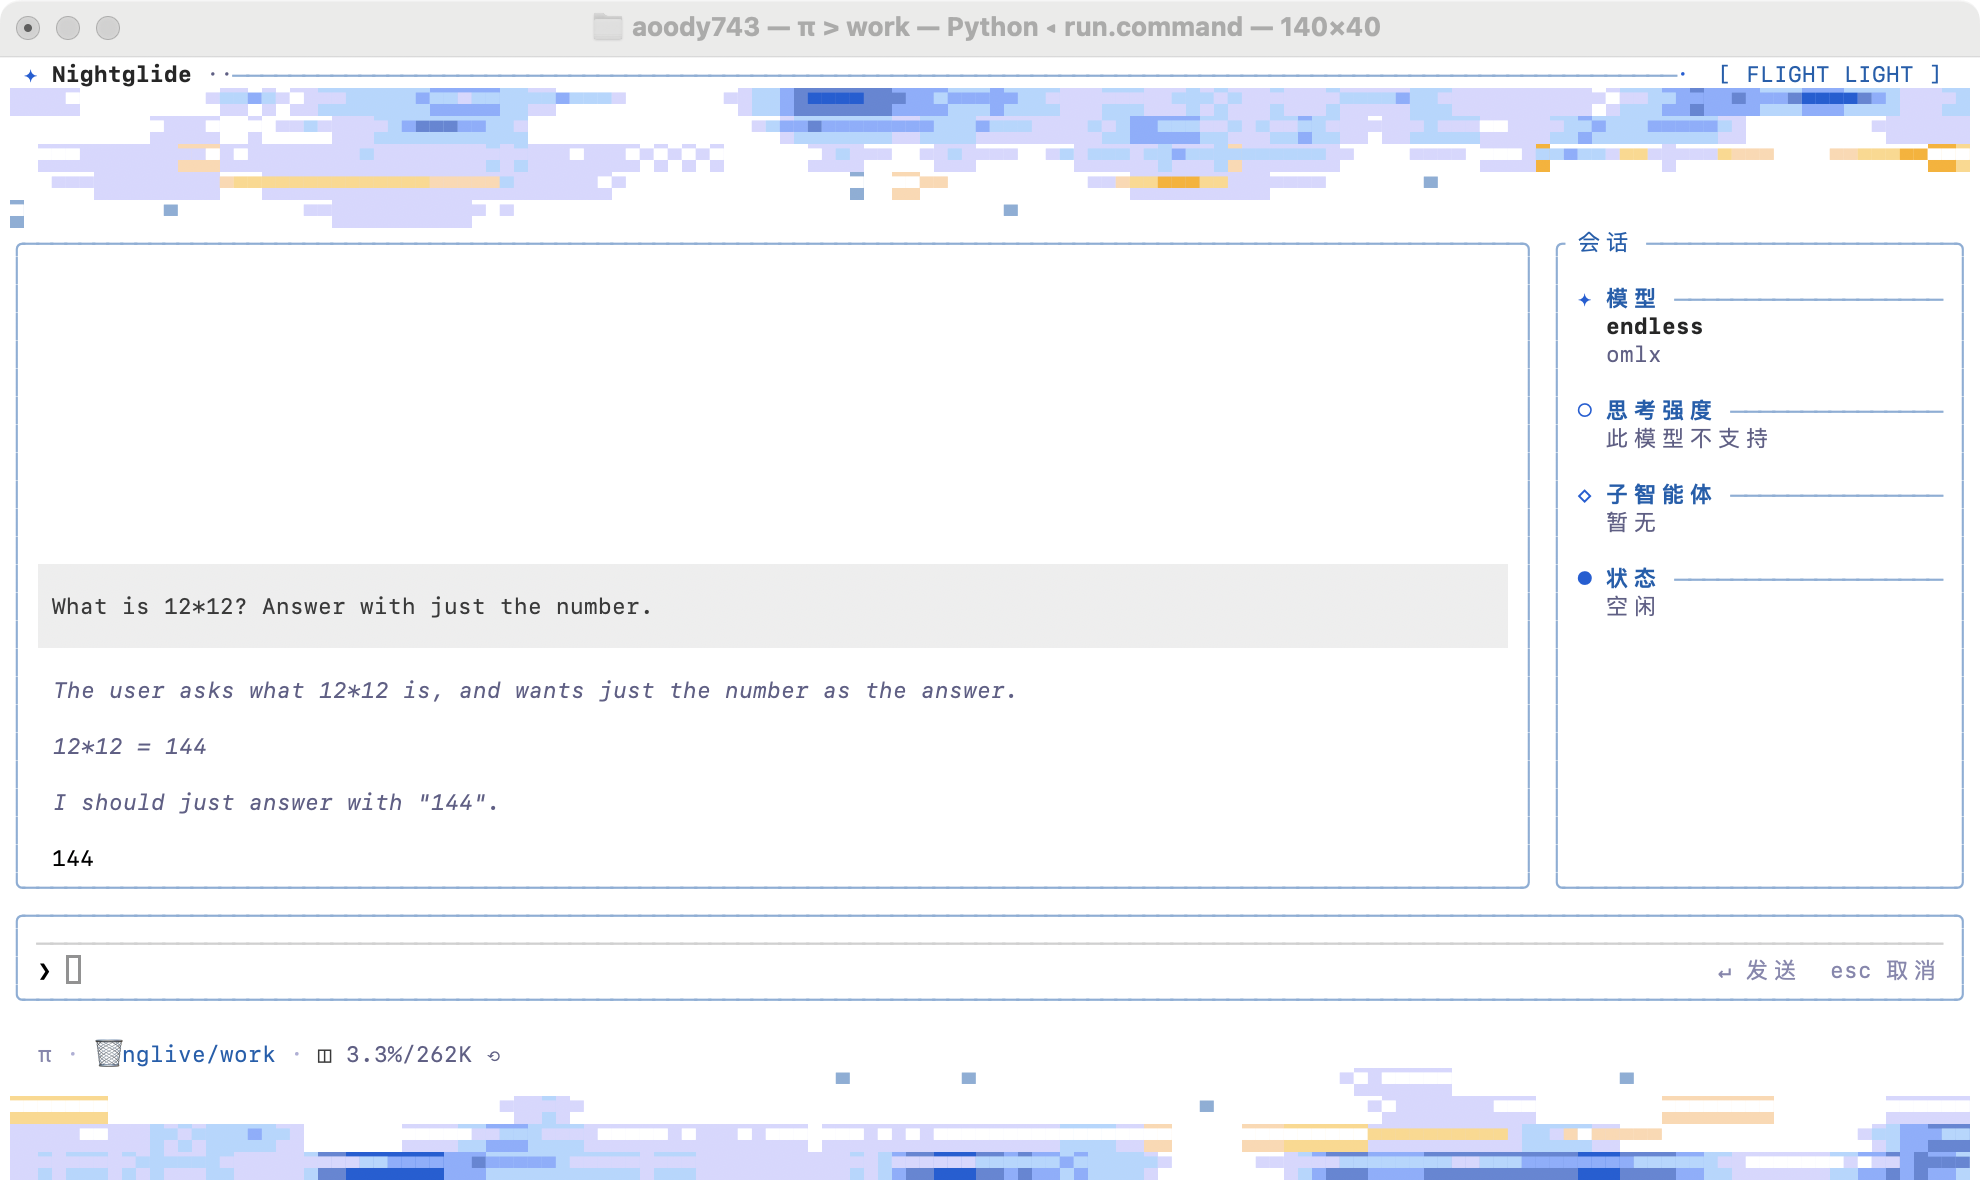 aoody743 — π > work — Python ◂ run.command — 140×40
✦ Nightglide
[ FLIGHT LIGHT ]
会话
✦ 模型
endless
omlx
○ 思考强度
此模型不支持
◇ 子智能体
暂无
● 状态
空闲
What is 12*12? Answer with just the number.
The user asks what 12*12 is, and wants just the number as the answer.
12*12 = 144
I should just answer with "144".
144
❯
↵ 发送 esc 取消
π · 🗑nglive/work · ◫ 3.3%/262K ⟲